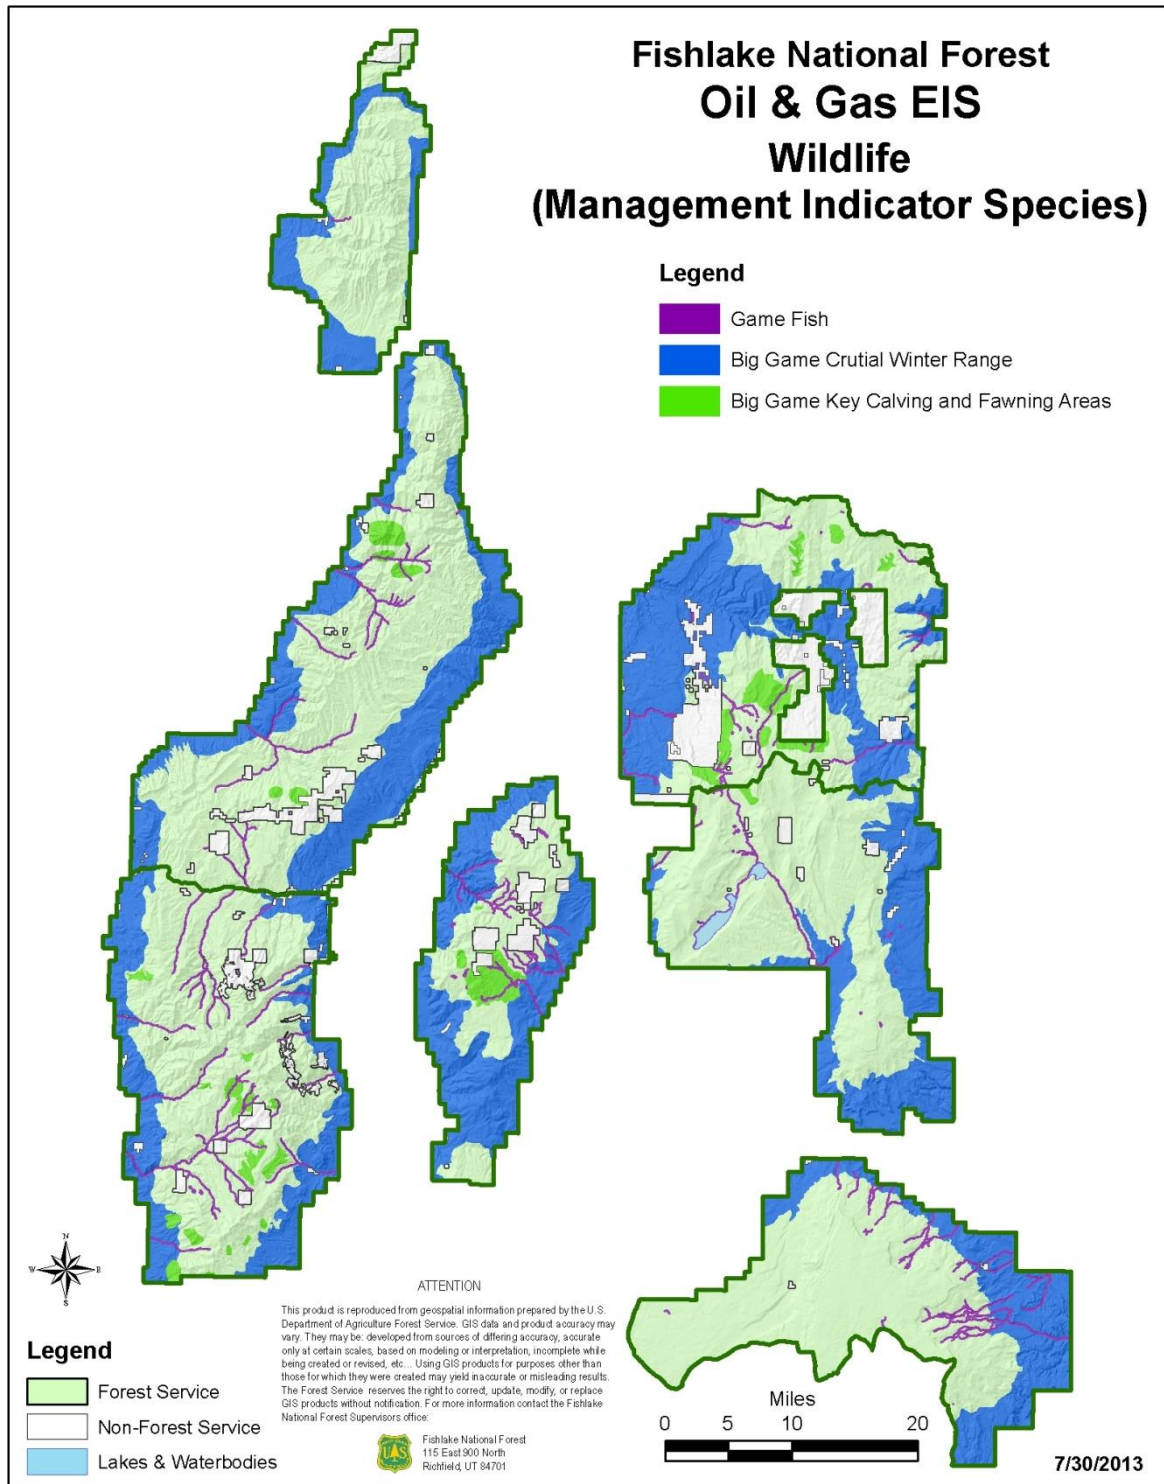 Fishlake National Forest
Oil & Gas EIS
Wildlife
(Management Indicator Species)
Legend
Game Fish
Big Game Crutial Winter Range
Big Game Key Calving and Fawning Areas
N
W
E
S
Legend
Forest Service
Non-Forest Service
Lakes & Waterbodies
ATTENTION
This product is reproduced from geospatial information prepared by the U.S.
Department of Agriculture Forest Service. GIS data and product accuracy may
vary. They may be: developed from sources of differing accuracy, accurate
only at certain scales, based on modeling or interpretation, incomplete while
being created or revised, etc... Using GIS products for purposes other than
those for which they were created may yield inaccurate or misleading results.
The Forest Service reserves the right to correct, update, modify, or replace
GIS products without notification. For more information contact the Fishlake
National Forest Supervisors office:
U S
Fishlake National Forest
115 East 900 North
Richfield, UT 84701
Miles
0 5 10 20
7/30/2013